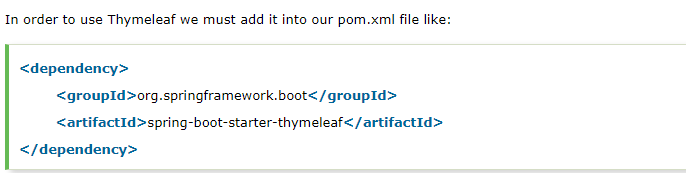 In order to use Thymeleaf we must add it into our pom.xml file like:
<dependency>
<groupId>org.springframework.boot</groupId>
<artifactId>spring-boot-starter-thymeleaf</artifactId>
</dependency>